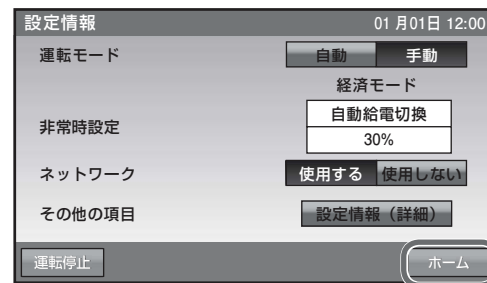 設定情報 01月01日 12:00
運転モード 自動 手動
経済モード
非常時設定 自動給電切換
30%
ネットワーク 使用する 使用しない
その他の項目 設定情報（詳細）
運転停止 ホーム